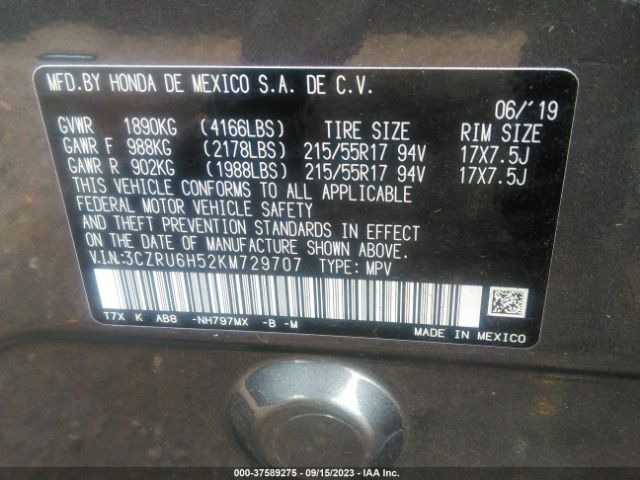 MFD.BY HONDA DE MEXICO S.A. DE C.V.
06/'19
GVWR 1890KG (4166LBS) TIRE SIZE RIM SIZE
GAWR F 988KG (2178LBS) 215/55R17 94V 17X7.5J
GAWR R 902KG (1988LBS) 215/55R17 94V 17X7.5J
THIS VEHICLE CONFORMS TO ALL APPLICABLE
FEDERAL MOTOR VEHICLE SAFETY
AND THEFT PREVENTION STANDARDS IN EFFECT
ON THE DATE OF MANUFACTURE SHOWN ABOVE.
V.I.N.:3CZRU6H52KM729707 TYPE: MPV
T7X K AB8 -NH797MX -B -M
MADE IN MEXICO
000-37589275 - 09/15/2023 - IAA Inc.